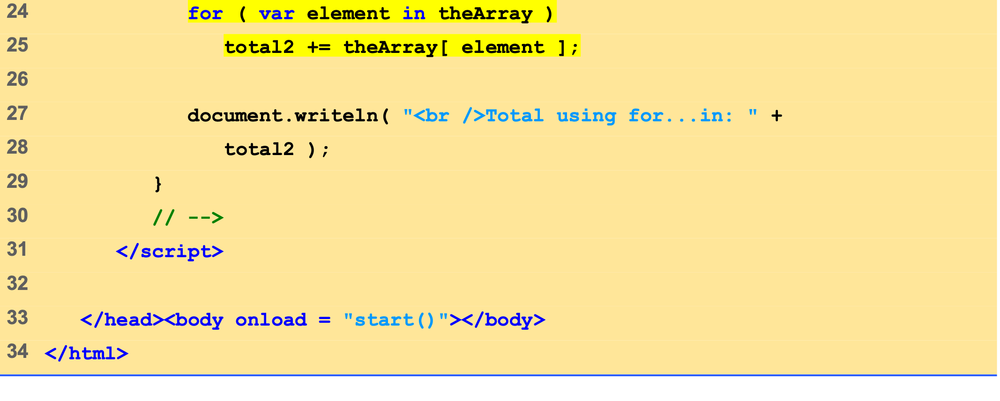 24 for ( var element in theArray )
25 total2 += theArray[ element ];
26
27 document.writeln( "<br />Total using for...in: " +
28 total2 );
29 }
30 // -->
31 </script>
32
33 </head><body onload = "start()"></body>
34 </html>